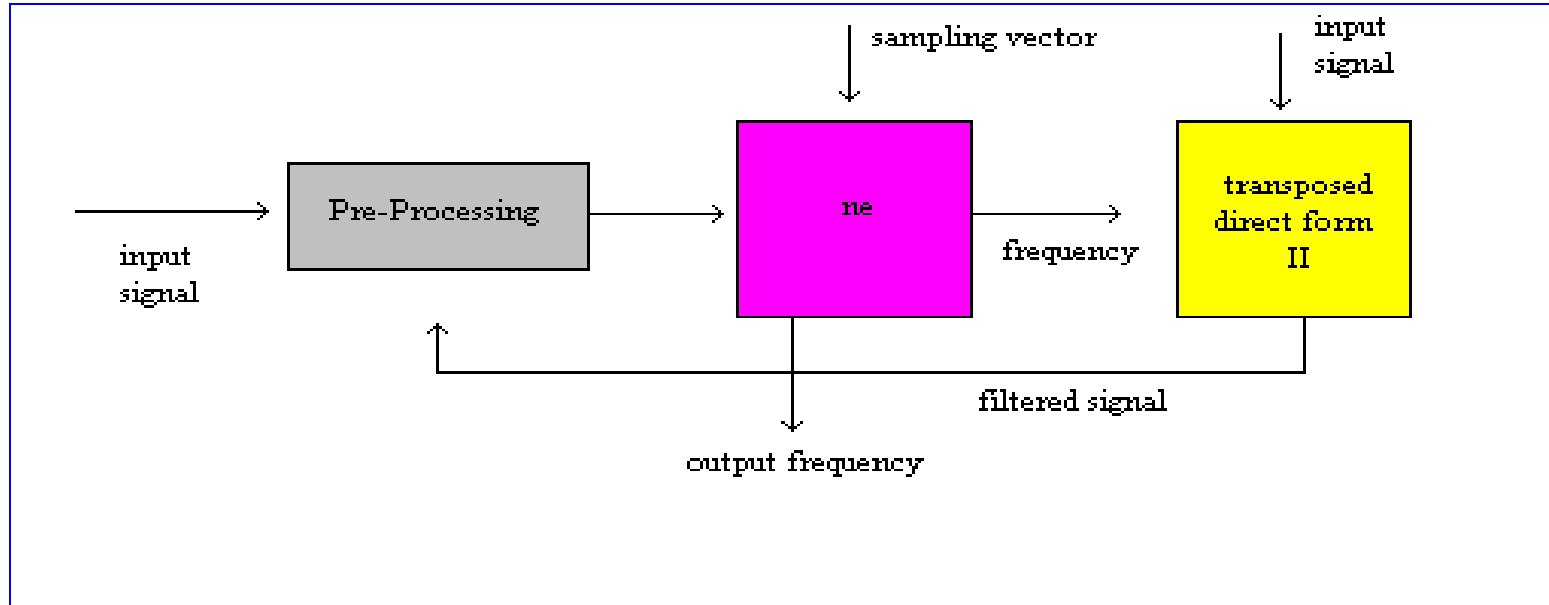 sampling vector
input
signal
Pre-Processing
ne
transposed
direct form
II
input
signal
frequency
filtered signal
output frequency